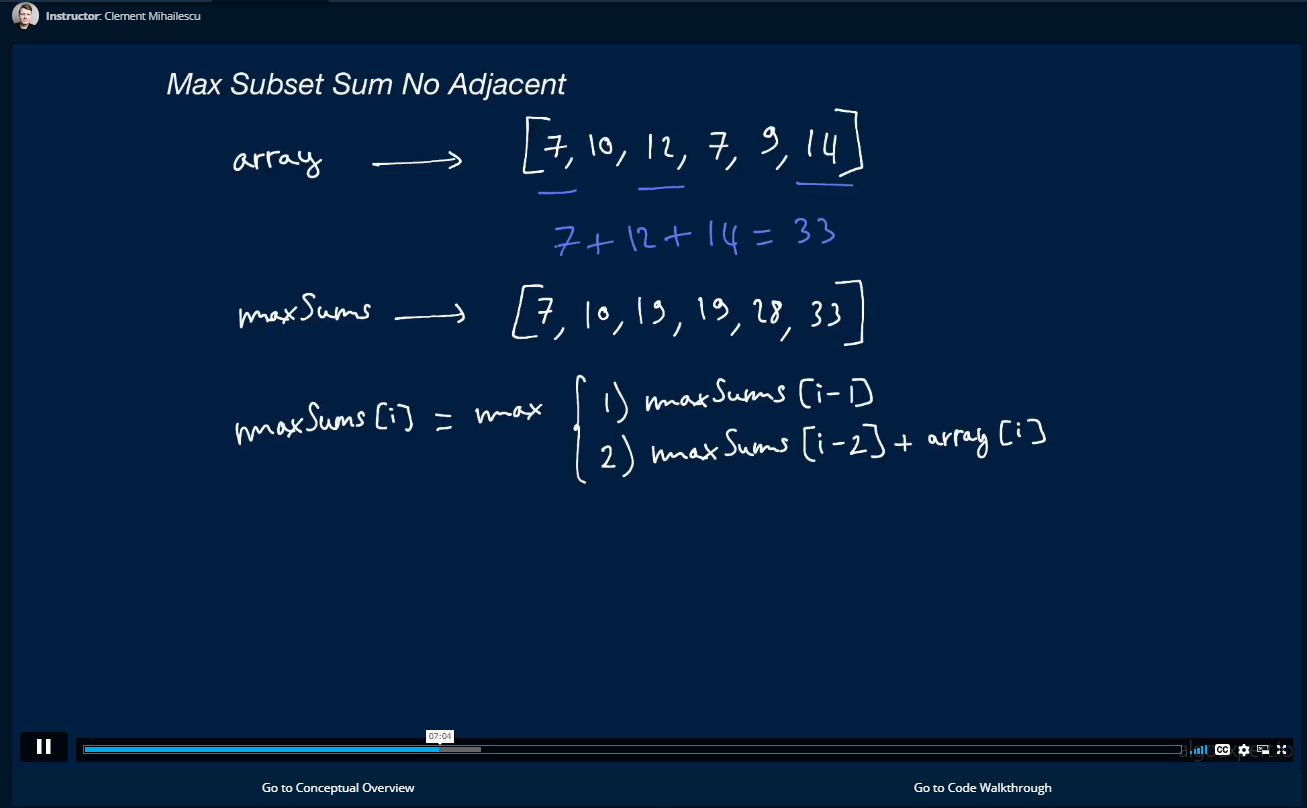 Instructor: Clement Mihailescu
Max Subset Sum No Adjacent
array → [7, 10, 12, 7, 9, 14]
7 + 12 + 14 = 33
maxSums → [7, 10, 19, 19, 28, 33]
maxSums[i] = max { 1) maxSums [i-1]
2) maxSums [i-2] + array [i]
07:04
algoexpert.io
CC
Go to Conceptual Overview
Go to Code Walkthrough